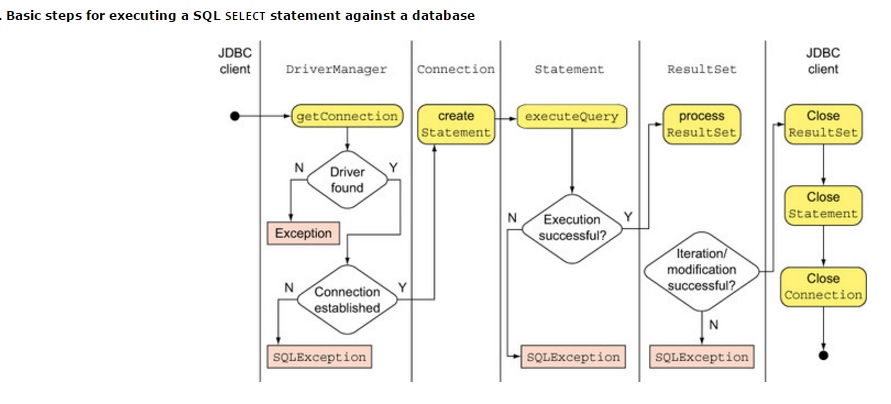 . Basic steps for executing a SQL SELECT statement against a database
JDBC
client
DriverManager
Connection
Statement
ResultSet
JDBC
client
getConnection
create
Statement
executeQuery
process
ResultSet
Close
ResultSet
N
Driver
found
Y
Exception
N
Connection
established
Y
SQLException
N
Execution
successful?
Y
SQLException
Iteration/
modification
successful?
N
SQLException
Close
Statement
Close
Connection